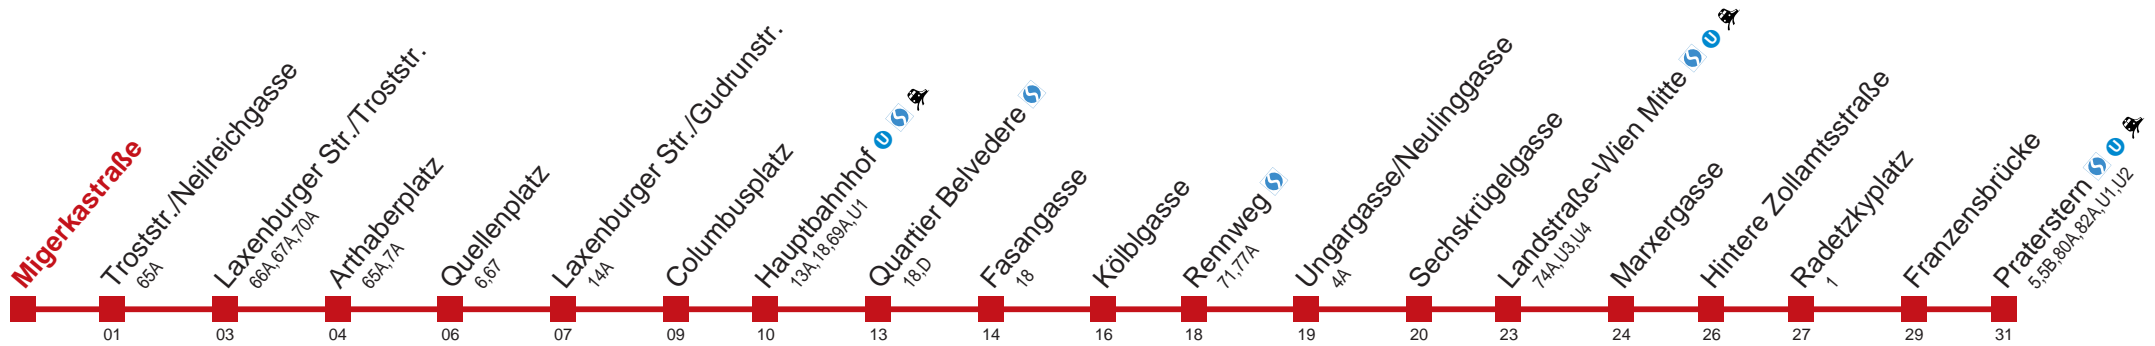 Migerkastraße
Troststr./Neilreichgasse
65A
Laxenburger Str./Troststr.
66A,67A,70A
Arthaberplatz
65A,7A
Quellenplatz
6,67
Laxenburger Str./Gudrunstr.
14A
Columbusplatz
Hauptbahnhof U S
13A,18,69A,U1
Quartier Belvedere S
18,D
Fasangasse
18
Kölblgasse
Rennweg S
71,77A
Ungargasse/Neulinggasse
4A
Sechskrügelgasse
Landstraße-Wien Mitte S U
74A,U3,U4
Marxergasse
Hintere Zollamtsstraße
Radetzkyplatz
1
Franzensbrücke
Praterstern S U
5,5B,80A,82A,U1,U2
01 03 04 06 07 09 10 13 14 16 18 19 20 23 24 26 27 29 31